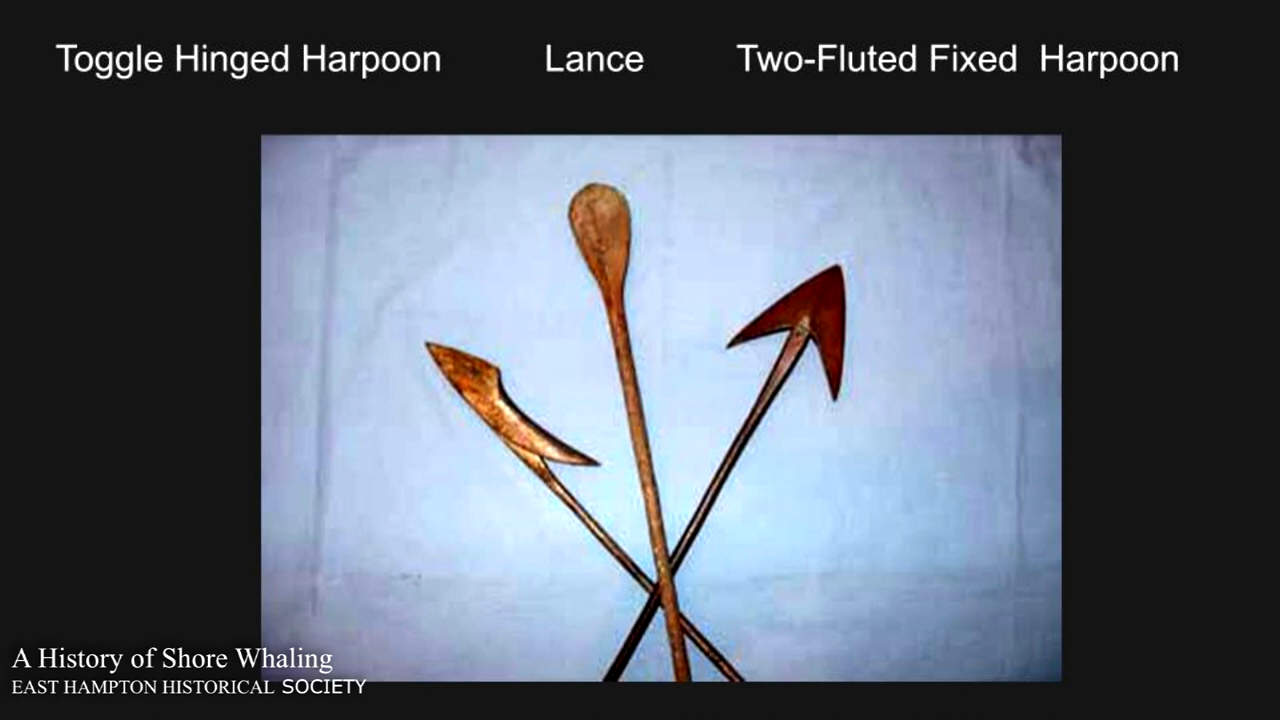 Toggle Hinged Harpoon Lance Two-Fluted Fixed Harpoon
A History of Shore Whaling
EAST HAMPTON HISTORICAL SOCIETY